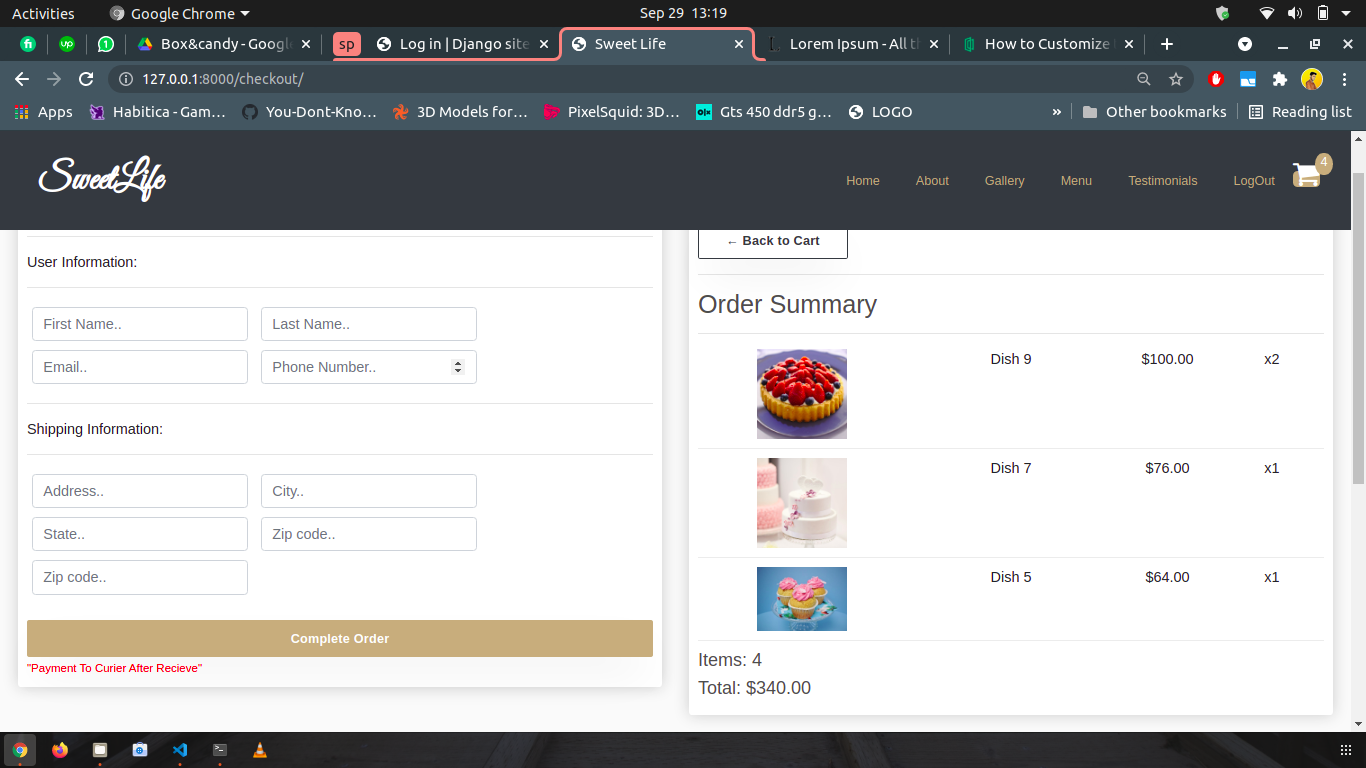 Activities
Google Chrome
Sep 29 13:19
Box&candy - Googl
sp
Log in | Django site
Sweet Life
Lorem Ipsum - All t
How to Customize
127.0.0.1:8000/checkout/
Apps
Habitica - Gam…
You-Dont-Kno…
3D Models for…
PixelSquid: 3D…
Gts 450 ddr5 g…
LOGO
»
Other bookmarks
Reading list
SweetLife
Home
About
Gallery
Menu
Testimonials
LogOut
4
User Information:
First Name..
Last Name..
Email..
Phone Number..
Shipping Information:
Address..
City..
State..
Zip code..
Zip code..
Complete Order
"Payment To Curier After Recieve"
← Back to Cart
Order Summary
Dish 9 $100.00 x2
Dish 7 $76.00 x1
Dish 5 $64.00 x1
Items: 4
Total: $340.00